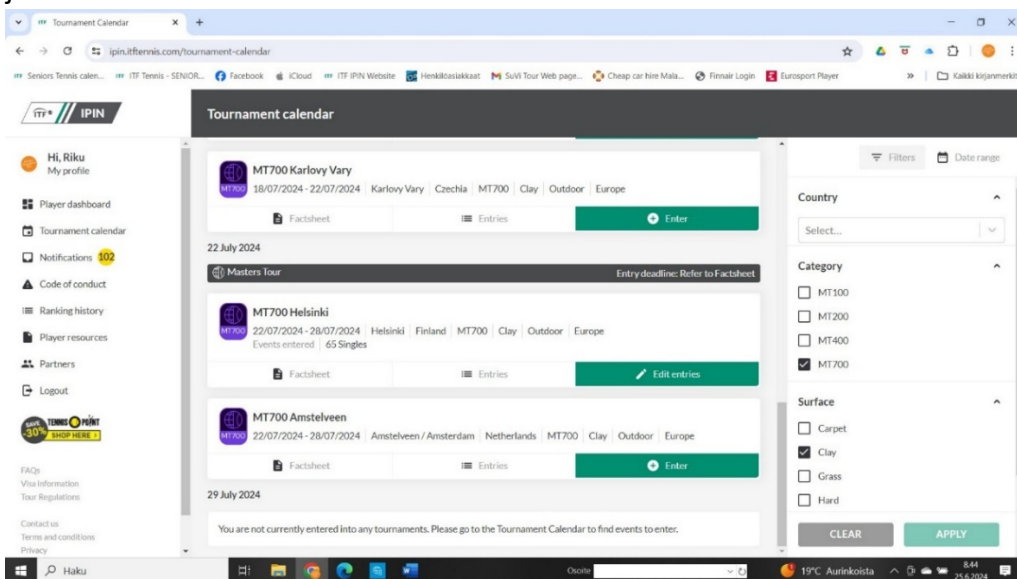 j
Tournament Calendar
ipin.itftennis.com/tournament-calendar
Seniors Tennis calen... ITF Tennis - SENIOR... Facebook iCloud ITF IPIN Website Henkilöasiakkaat SuVi Tour Web page... Cheap car hire Mala... Finnair Login Eurosport Player » Kaikki kirjanmerkit
ITF IPIN
Tournament calendar
Hi, Riku
My profile
Player dashboard
Tournament calendar
Notifications 102
Code of conduct
Ranking history
Player resources
Partners
Logout
SAVE -30% TENNIS POINT
SHOP HERE >
FAQs
Visa information
Tour Regulations
Contact us
Terms and conditions
Privacy
MT700 Karlovy Vary
MT700 18/07/2024 - 22/07/2024 Karlovy Vary Czechia MT700 Clay Outdoor Europe
Factsheet Entries Enter
22 July 2024
Masters Tour Entry deadline: Refer to Factsheet
MT700 Helsinki
MT700 22/07/2024 - 28/07/2024 Helsinki Finland MT700 Clay Outdoor Europe
Events entered 65 Singles
Factsheet Entries Edit entries
MT700 Amstelveen
MT700 22/07/2024 - 28/07/2024 Amstelveen / Amsterdam Netherlands MT700 Clay Outdoor Europe
Factsheet Entries Enter
29 July 2024
You are not currently entered into any tournaments. Please go to the Tournament Calendar to find events to enter.
Filters Date range
Country
Select...
Category
MT100
MT200
MT400
MT700
Surface
Carpet
Clay
Grass
Hard
CLEAR APPLY
Haku
Osoite
19°C Aurinkoista
8.44
25.6.2024